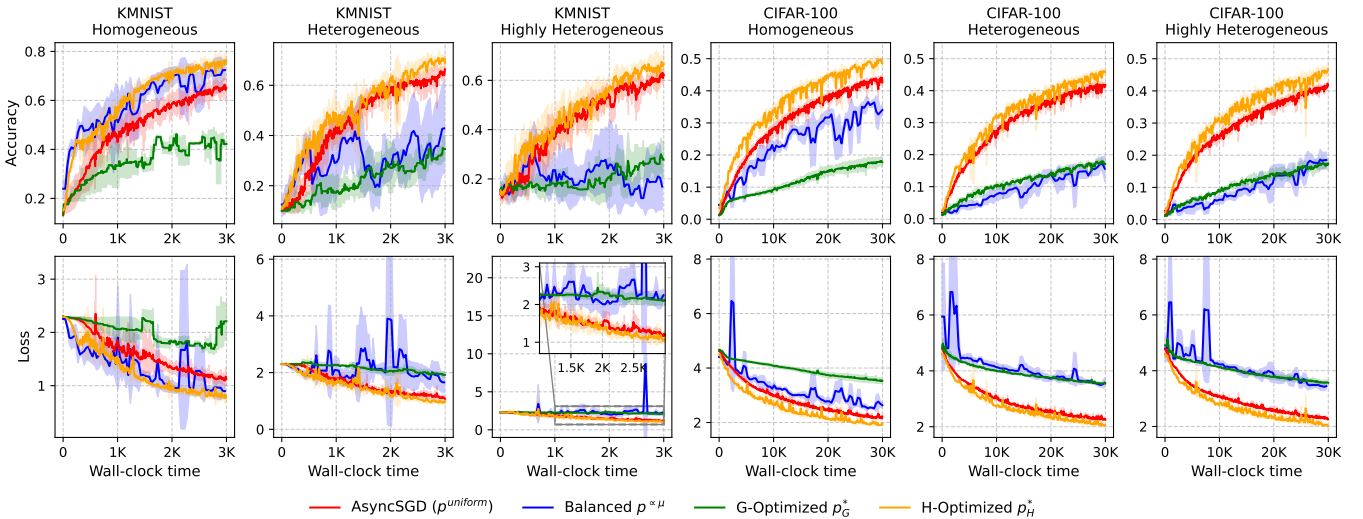 KMNIST
Homogeneous
KMNIST
Heterogeneous
KMNIST
Highly Heterogeneous
CIFAR-100
Homogeneous
CIFAR-100
Heterogeneous
CIFAR-100
Highly Heterogeneous
Accuracy
0.8
0.6
0.4
0.2
0 1K 2K 3K
0.6
0.4
0.2
0 1K 2K 3K
0.6
0.4
0.2
0 1K 2K 3K
0.5
0.4
0.3
0.2
0.1
0.0
0 10K 20K 30K
0.5
0.4
0.3
0.2
0.1
0.0
0 10K 20K 30K
0.5
0.4
0.3
0.2
0.1
0.0
0 10K 20K 30K
Loss
3
2
1
0 1K 2K 3K
Wall-clock time
6
4
2
0
0 1K 2K 3K
Wall-clock time
20
15
10
5
0
3
2
1
1.5K 2K 2.5K
0 1K 2K 3K
Wall-clock time
8
6
4
2
0 10K 20K 30K
Wall-clock time
8
6
4
2
0 10K 20K 30K
Wall-clock time
8
6
4
2
0 10K 20K 30K
Wall-clock time
AsyncSGD (p^uniform)
Balanced p^∝μ
G-Optimized p*_G
H-Optimized p*_H